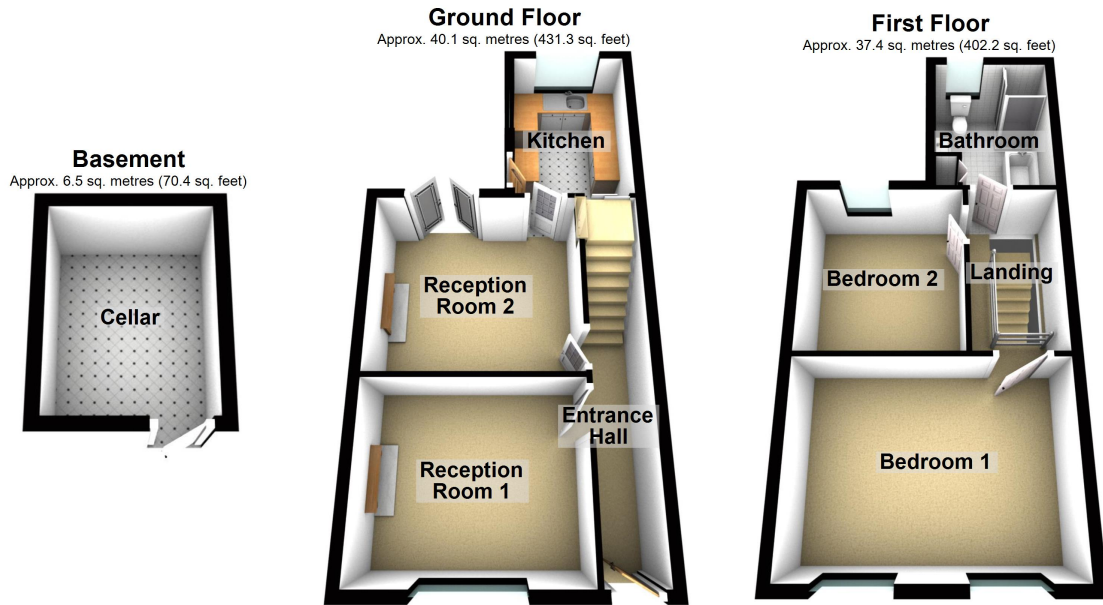 Basement
Approx. 6.5 sq. metres (70.4 sq. feet)
Cellar
Ground Floor
Approx. 40.1 sq. metres (431.3 sq. feet)
Kitchen
Reception
Room 2
Entrance
Hall
Reception
Room 1
First Floor
Approx. 37.4 sq. metres (402.2 sq. feet)
Bathroom
Bedroom 2
Landing
Bedroom 1